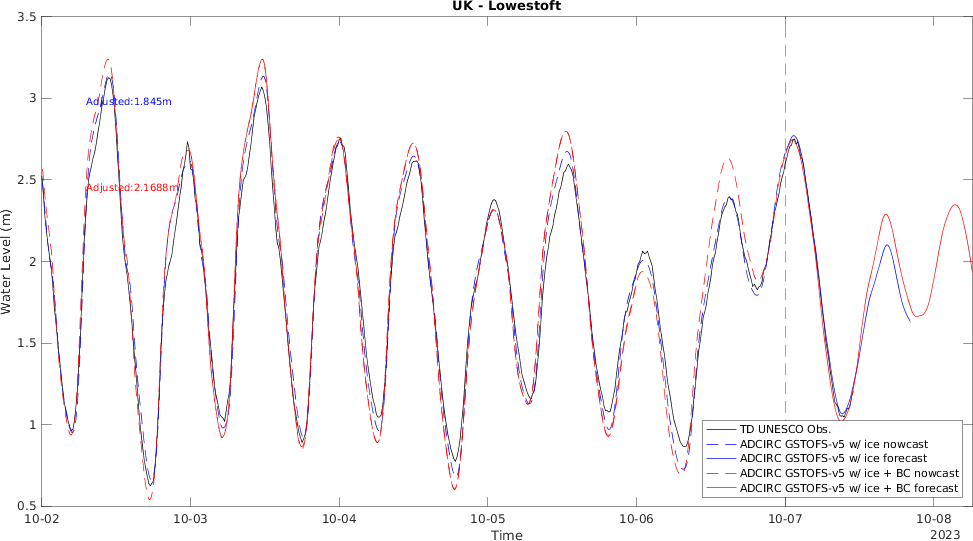 UK - Lowestoft
3.5
3
2.5
2
1.5
1
0.5
Water Level (m)
Adjusted:1.845m
Adjusted:2.1688m
TD UNESCO Obs.
ADCIRC GSTOFS-v5 w/ ice nowcast
ADCIRC GSTOFS-v5 w/ ice forecast
ADCIRC GSTOFS-v5 w/ ice + BC nowcast
ADCIRC GSTOFS-v5 w/ ice + BC forecast
10-02 10-03 10-04 10-05 10-06 10-07 10-08
Time
2023